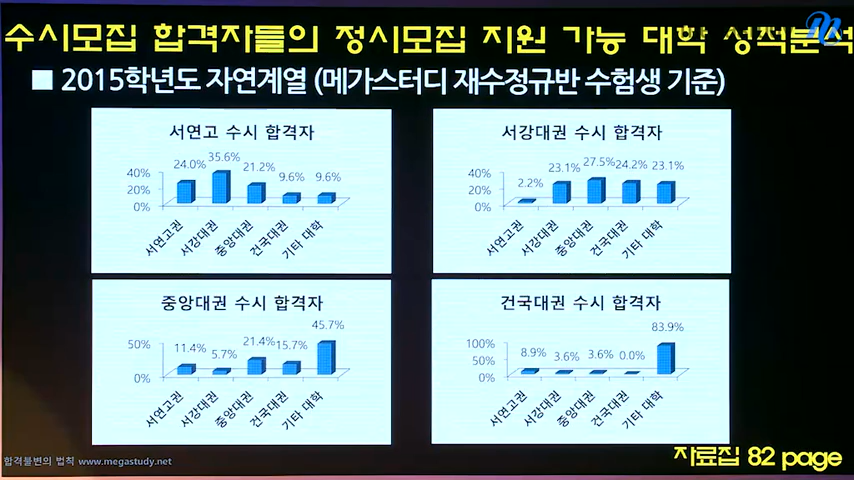 수시모집 합격자들의 정시모집 지원 가능 대학 성적분석
■ 2015학년도 자연계열 (메가스터디 재수정규반 수험생 기준)
서연고 수시 합격자
40%
20%
0%
24.0%
35.6%
21.2%
9.6%
9.6%
서연고권
서강대권
중앙대권
건국대권
기타 대학
서강대권 수시 합격자
40%
20%
0%
2.2%
23.1%
27.5%
24.2%
23.1%
서연고권
서강대권
중앙대권
건국대권
기타 대학
중앙대권 수시 합격자
50%
0%
11.4%
5.7%
21.4%
15.7%
45.7%
서연고권
서강대권
중앙대권
건국대권
기타 대학
건국대권 수시 합격자
100%
50%
0%
8.9%
3.6%
3.6%
0.0%
83.9%
서연고권
서강대권
중앙대권
건국대권
기타 대학
합격불변의 법칙 www.megastudy.net
자료집 82 page